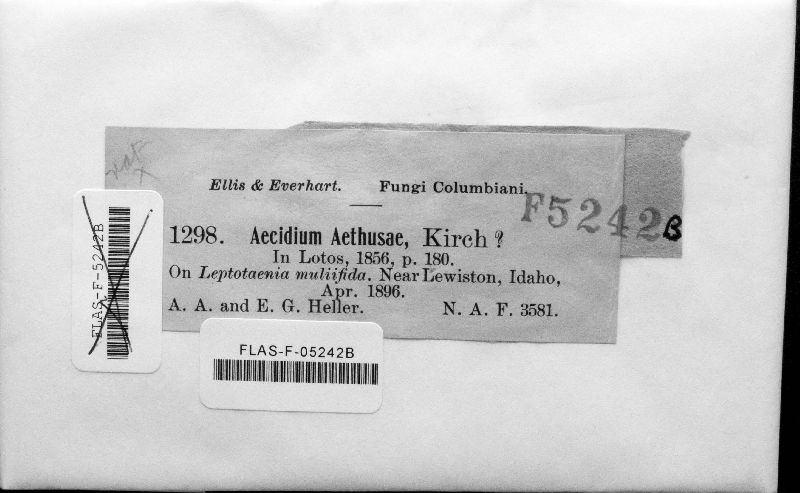 Ellis & Everhart. Fungi Columbiani.
F5242B
1298. Aecidium Aethusae, Kirch ?
In Lotos, 1856, p. 180.
On Leptotaenia muliifida. Near Lewiston, Idaho,
Apr. 1896.
A. A. and E. G. Heller. N. A. F. 3581.
FLAS-F-5242B
FLAS-F-05242B